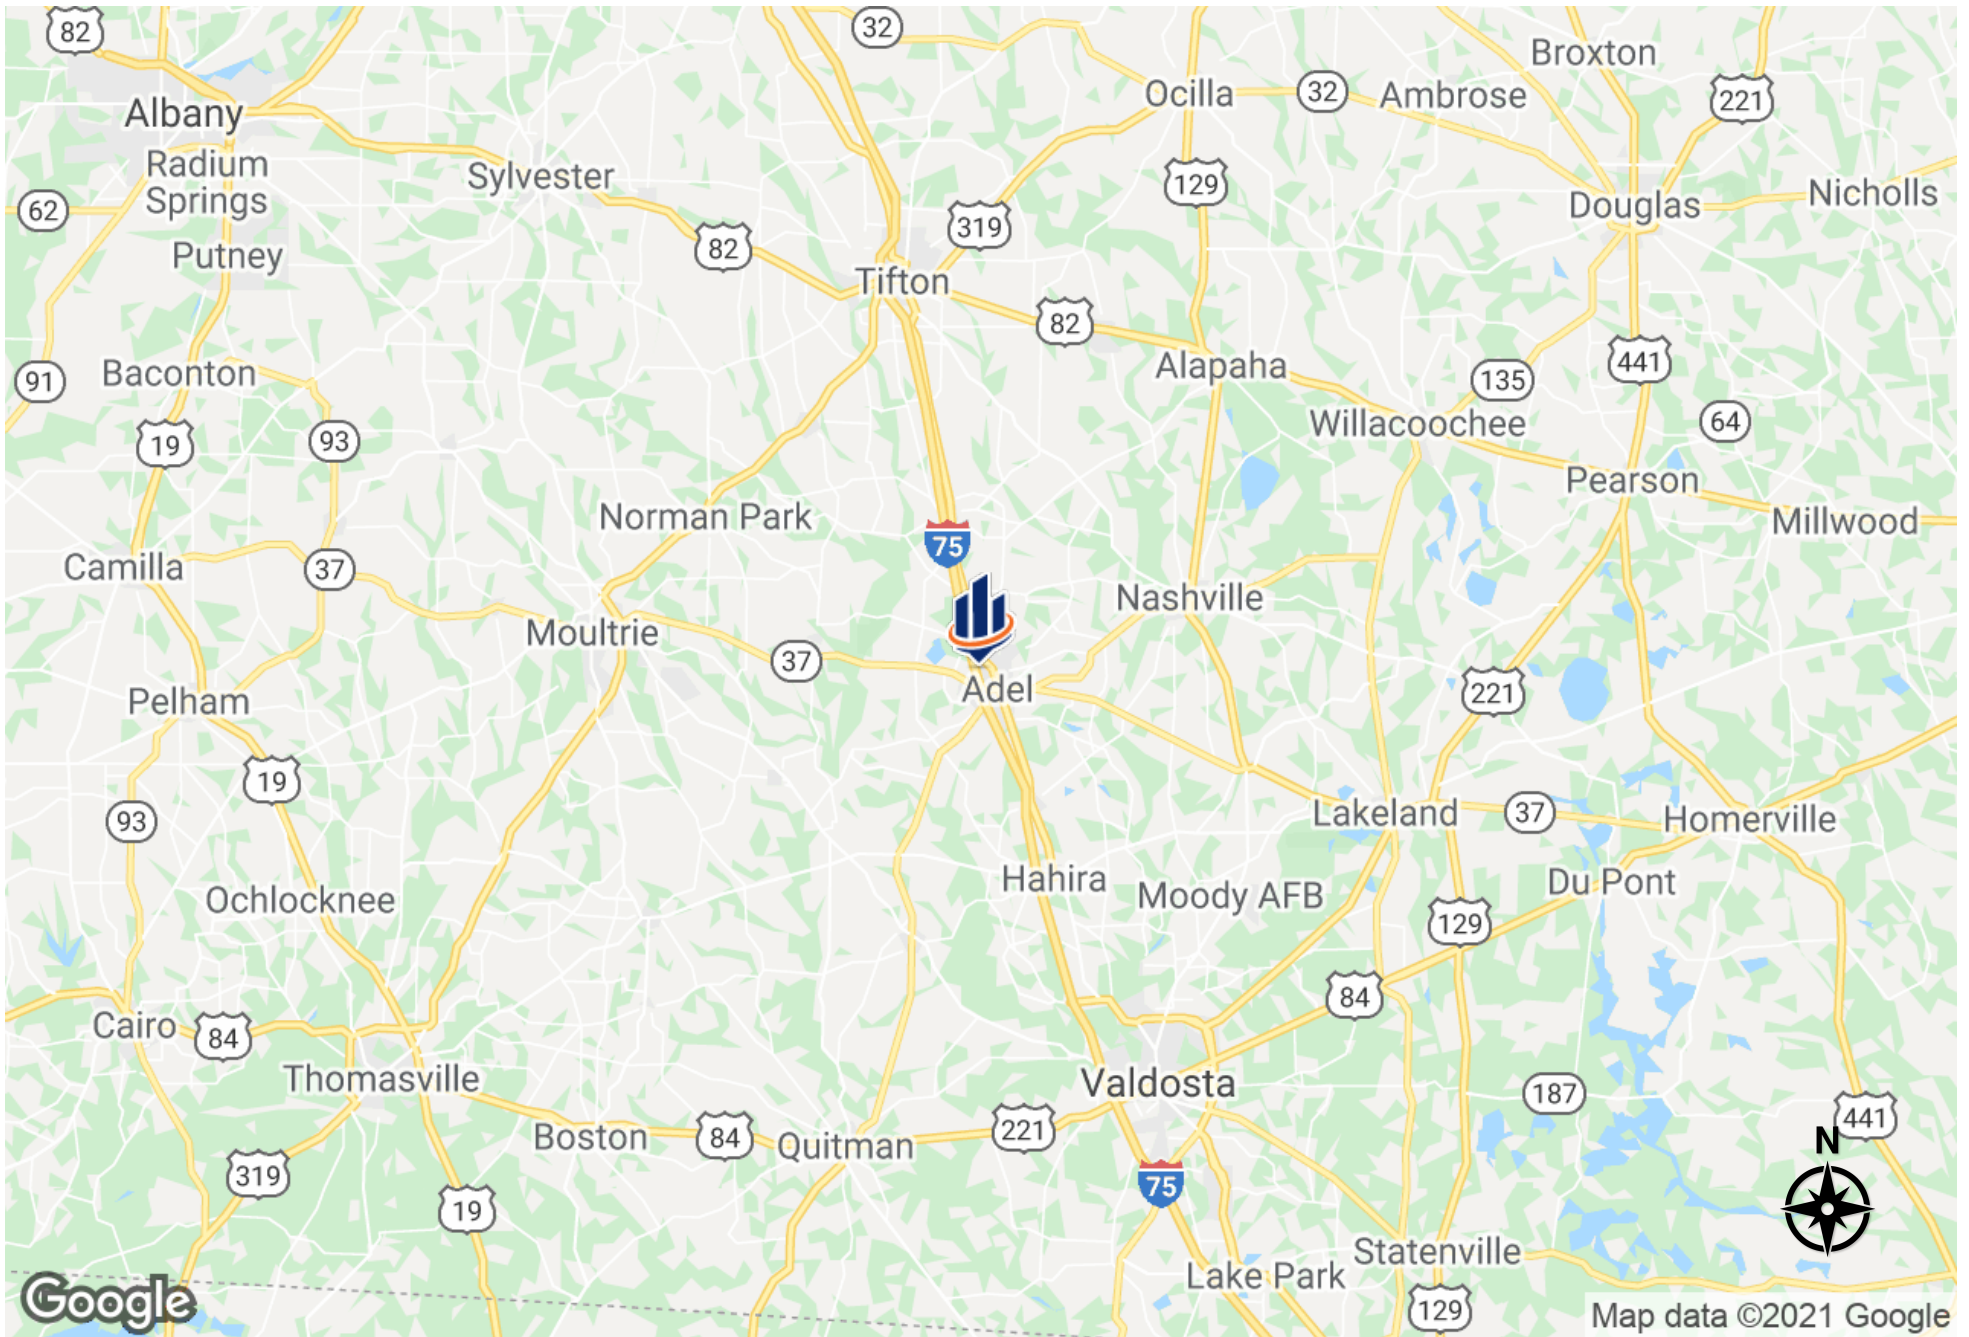 82
32
Broxton
221
Albany
Ocilla
32
Ambrose
Radium
Springs
Sylvester
129
62
319
Douglas
Nicholls
Putney
82
Tifton
82
Alapaha
441
91
Baconton
135
19
93
Willacoochee
64
Norman Park
Pearson
Millwood
75
Camilla
37
Nashville
Moultrie
37
Adel
221
Pelham
19
93
Lakeland
37
Homerville
Hahira
Moody AFB
Du Pont
Ochlocknee
129
84
Cairo
84
Thomasville
Valdosta
187
441
Boston
84
Quitman
221
N
319
75
19
Statenville
Lake Park
129
Google
Map data ©2021 Google